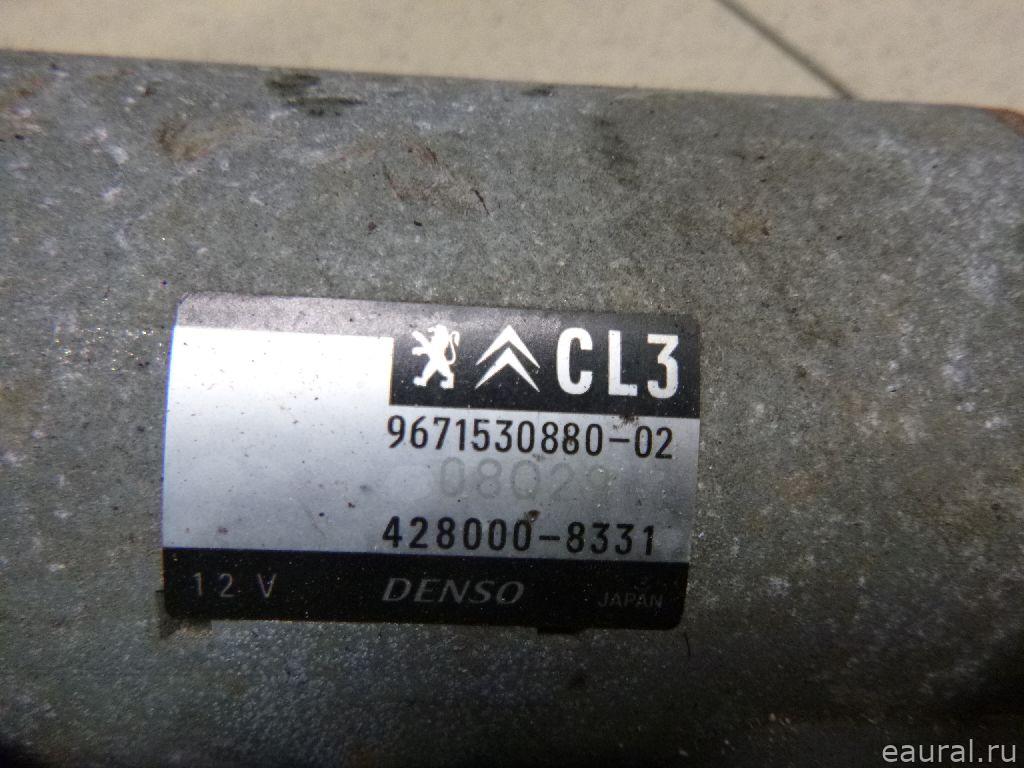 CL3
9671530880-02
428000-8331
12 V DENSO JAPAN
eaural.ru